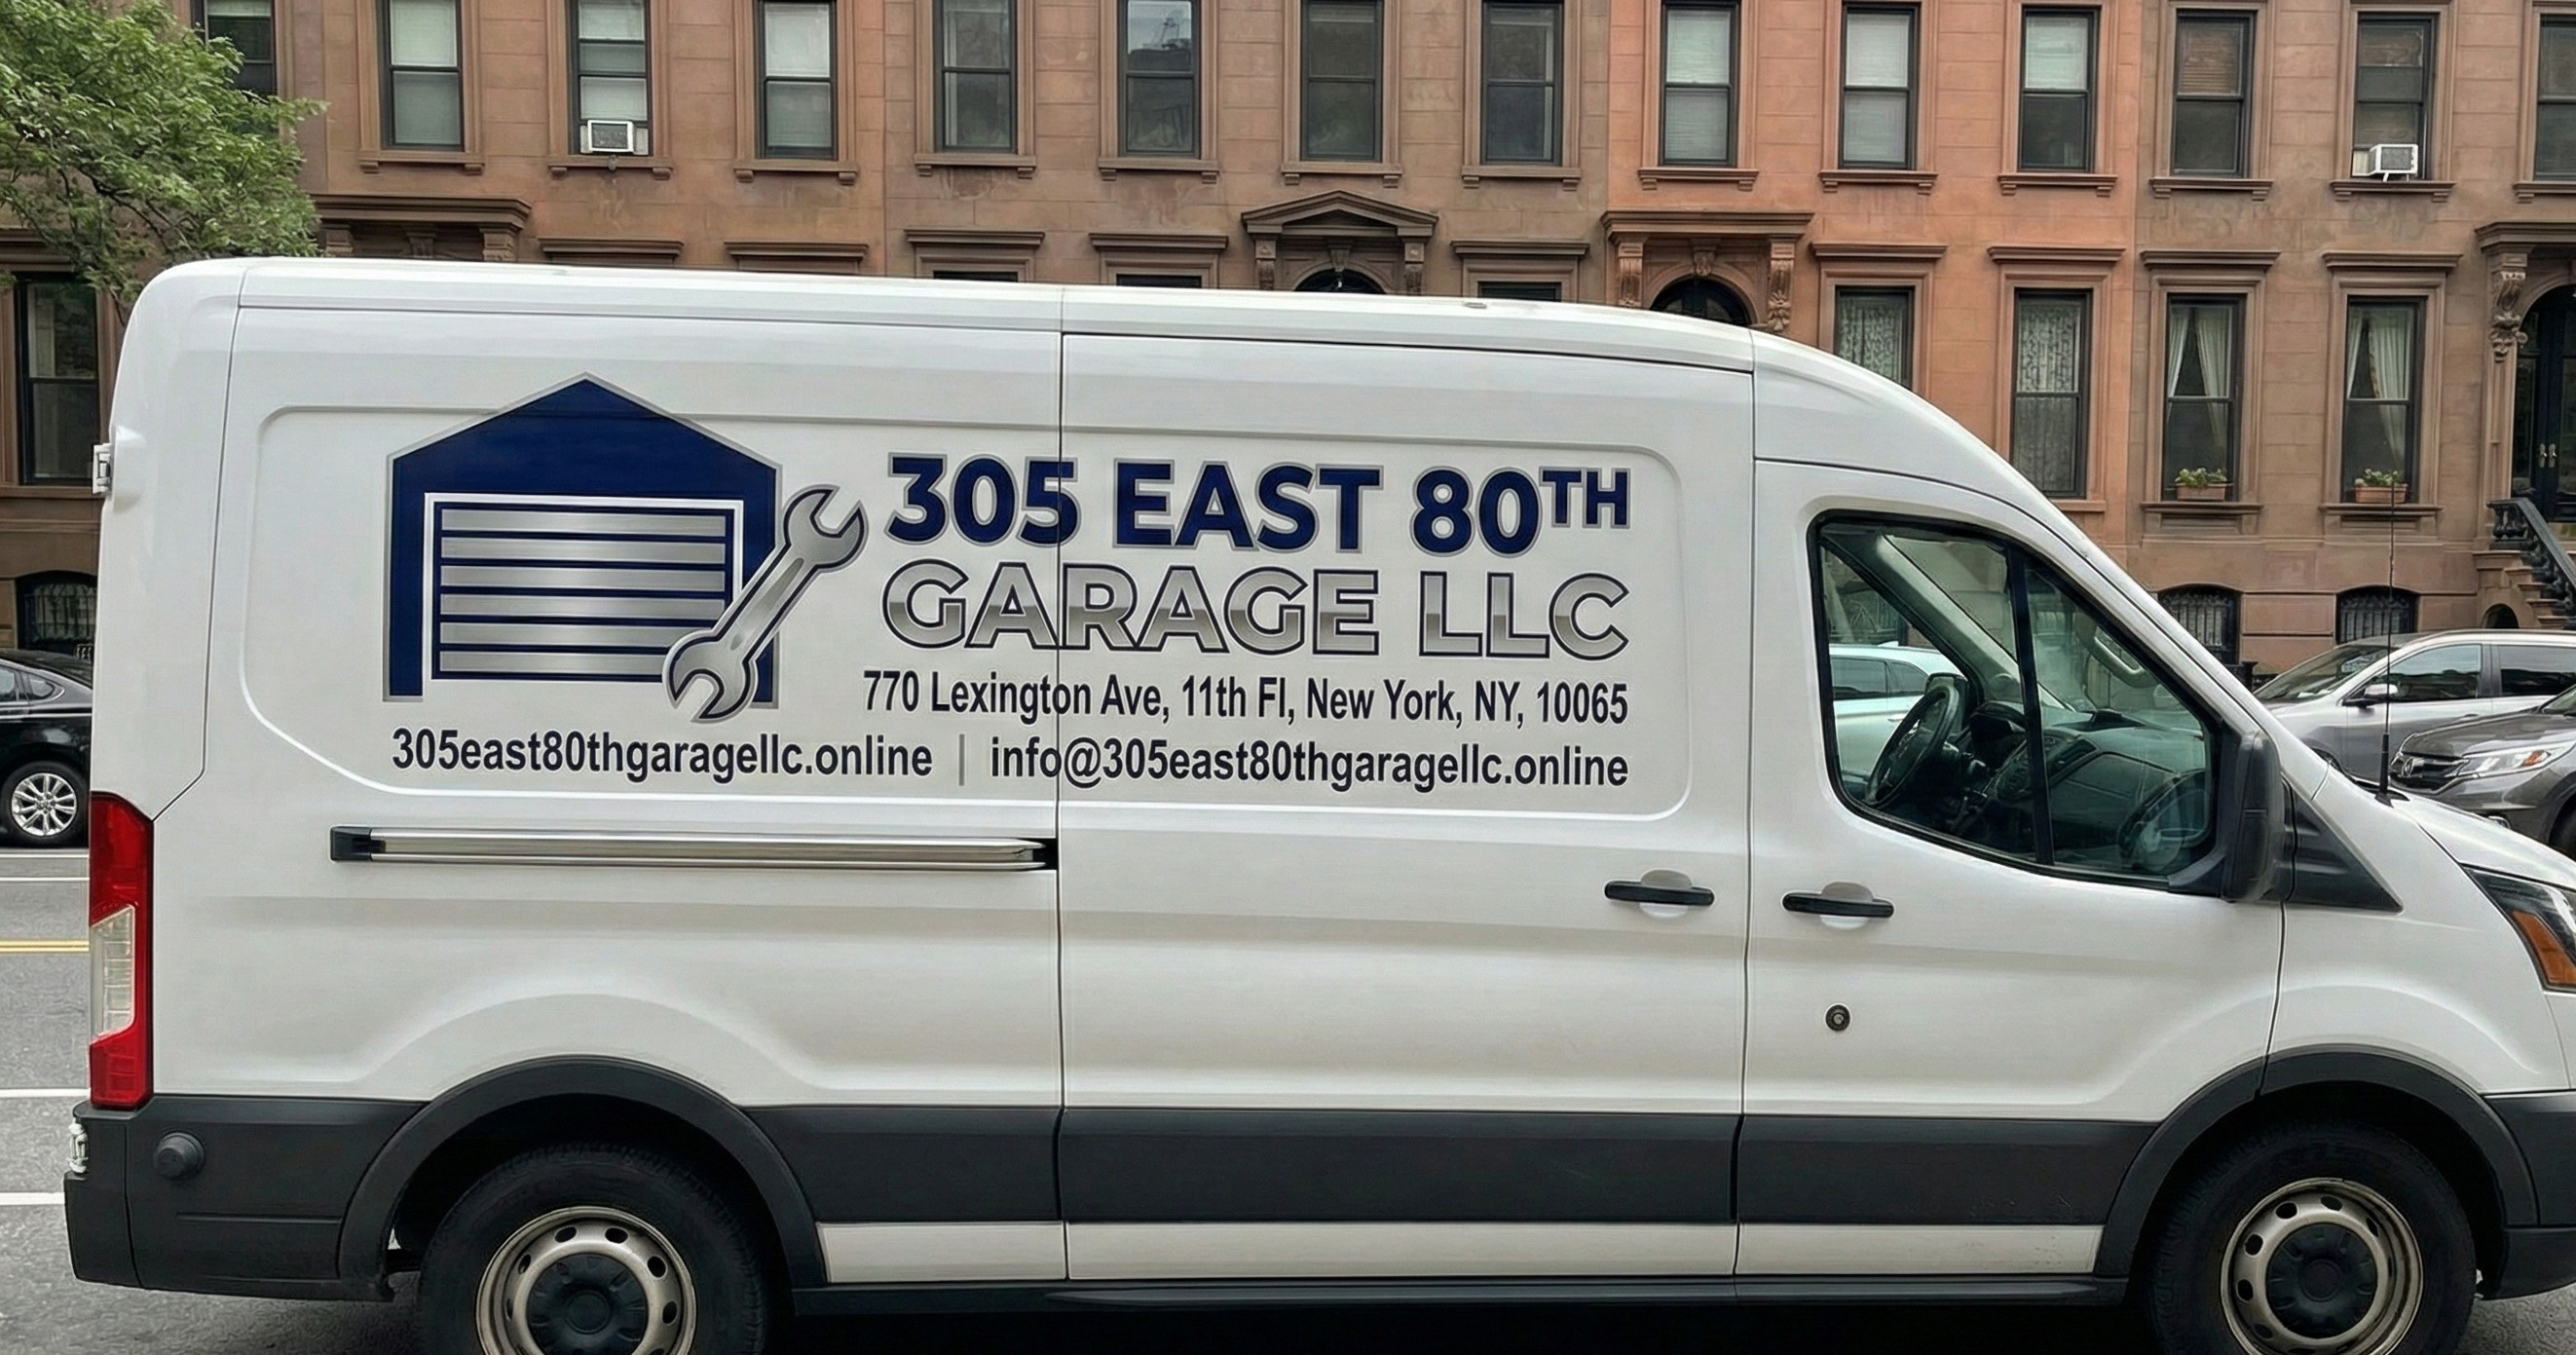 305 EAST 80TH
GARAGE LLC
770 Lexington Ave, 11th Fl, New York, NY, 10065
305east80thgaragellc.online | info@305east80thgaragellc.online